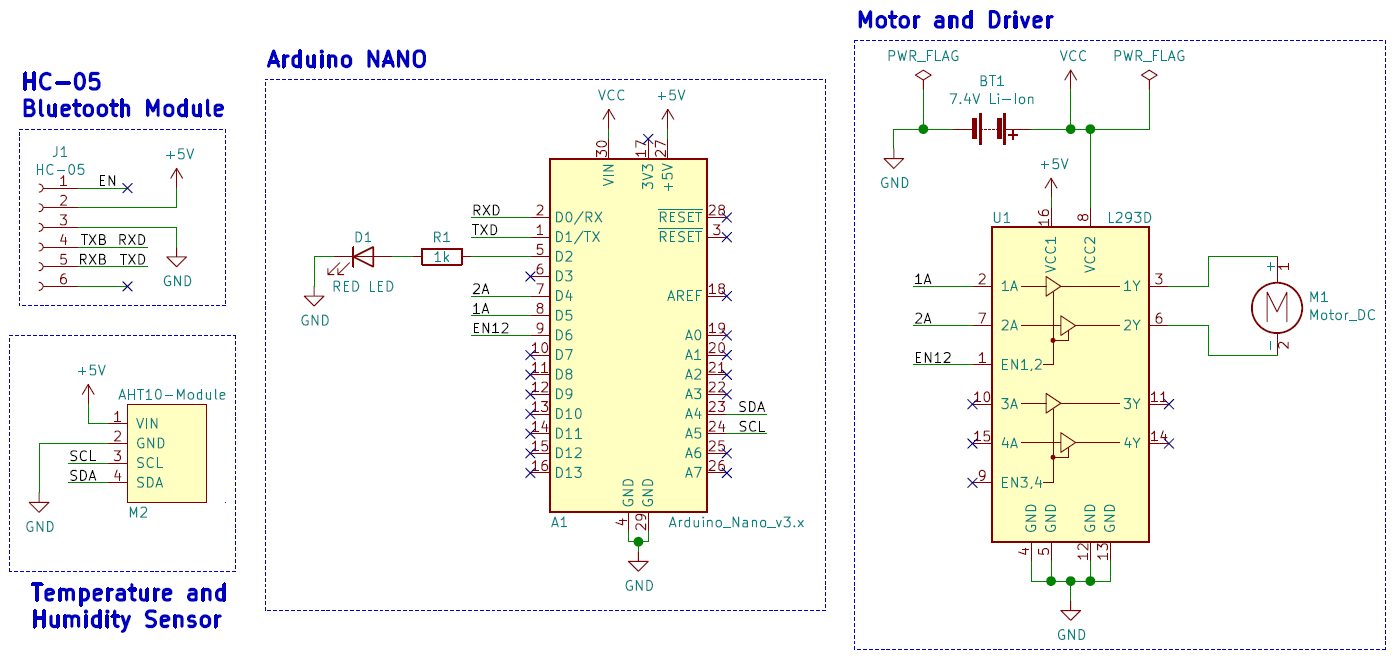 HC-05
Bluetooth Module
J1
HC-05
+5V
1 EN
2
3
4 TXB RXD
5 RXB TXD
6
GND
+5V
AHT10-Module
1 VIN
2 GND
SCL 3 SCL
SDA 4 SDA
GND
M2
Temperature and
Humidity Sensor
Arduino NANO
VCC +5V
30 17 27
VIN 3V3 +5V
RXD 2 D0/RX RESET 28
TXD 1 D1/TX RESET 3
D1 R1
1k 5 D2
RED LED
GND
6 D3
2A 7 D4 AREF 18
1A 8 D5
EN12 9 D6 A0 19
10 D7 A1 20
11 D8 A2 21
12 D9 A3 22
13 D10 A4 23 SDA
14 D11 A5 24 SCL
15 D12 A6 25
16 D13 A7 26
GND GND
4 29
A1 Arduino_Nano_v3.x
GND
Motor and Driver
PWR_FLAG VCC PWR_FLAG
BT1
7.4V Li-Ion
+
GND
+5V
U1 16 8 L293D
VCC1 VCC2
1A 2 1A 1Y 3
2A 7 2A 2Y 6
EN12 1 EN1,2
10 3A 3Y 11
15 4A 4Y 14
9 EN3,4
GND GND GND GND
4 5 12 13
GND
+ 1
M
M1
Motor_DC
- 2